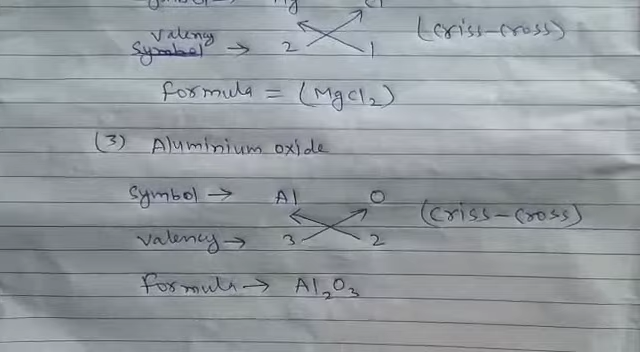 Symbol → Mg Cl
Valency
Symbol → 2 1 (Criss-Cross)
Formula = (MgCl₂)
(3) Aluminium oxide
Symbol → Al O
Valency → 3 2 (Criss-Cross)
Formula → Al₂O₃